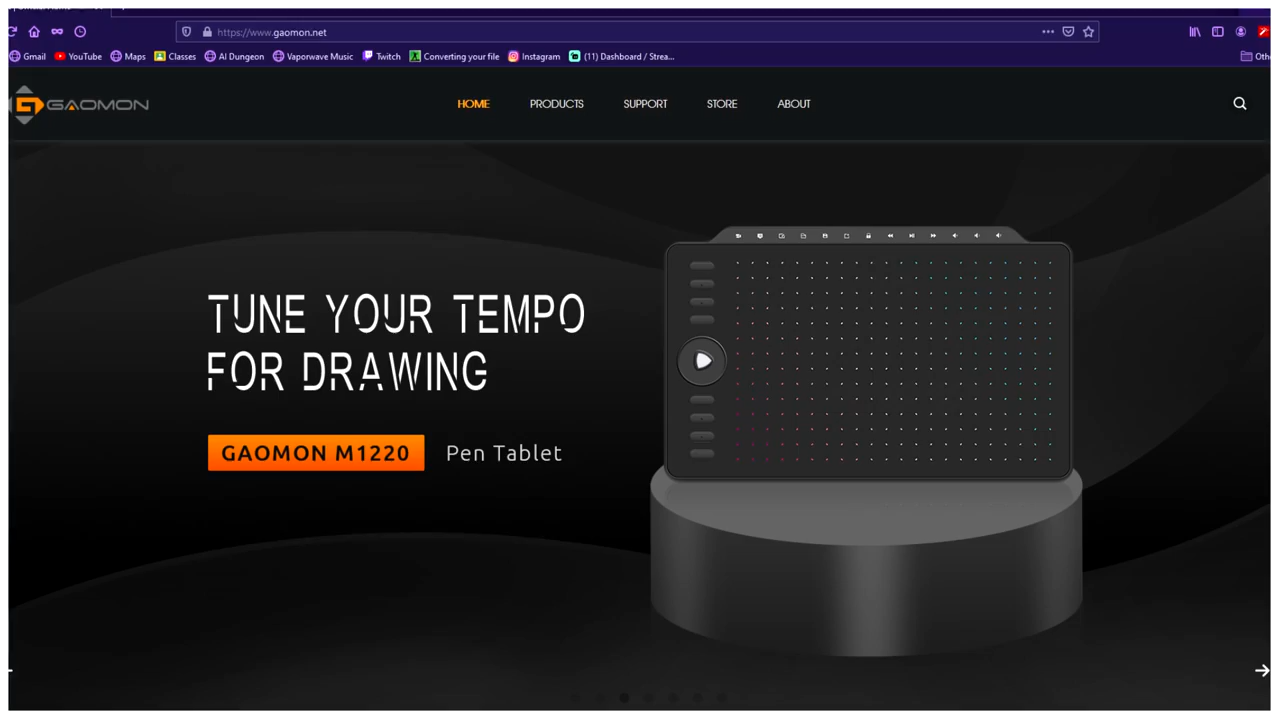 https://www.gaomon.net
Gmail YouTube Maps Classes AI Dungeon Vaporwave Music Twitch Converting your file Instagram (11) Dashboard / Strea...
GAOMON HOME PRODUCTS SUPPORT STORE ABOUT
TUNE YOUR TEMPO
FOR DRAWING
GAOMON M1220 Pen Tablet